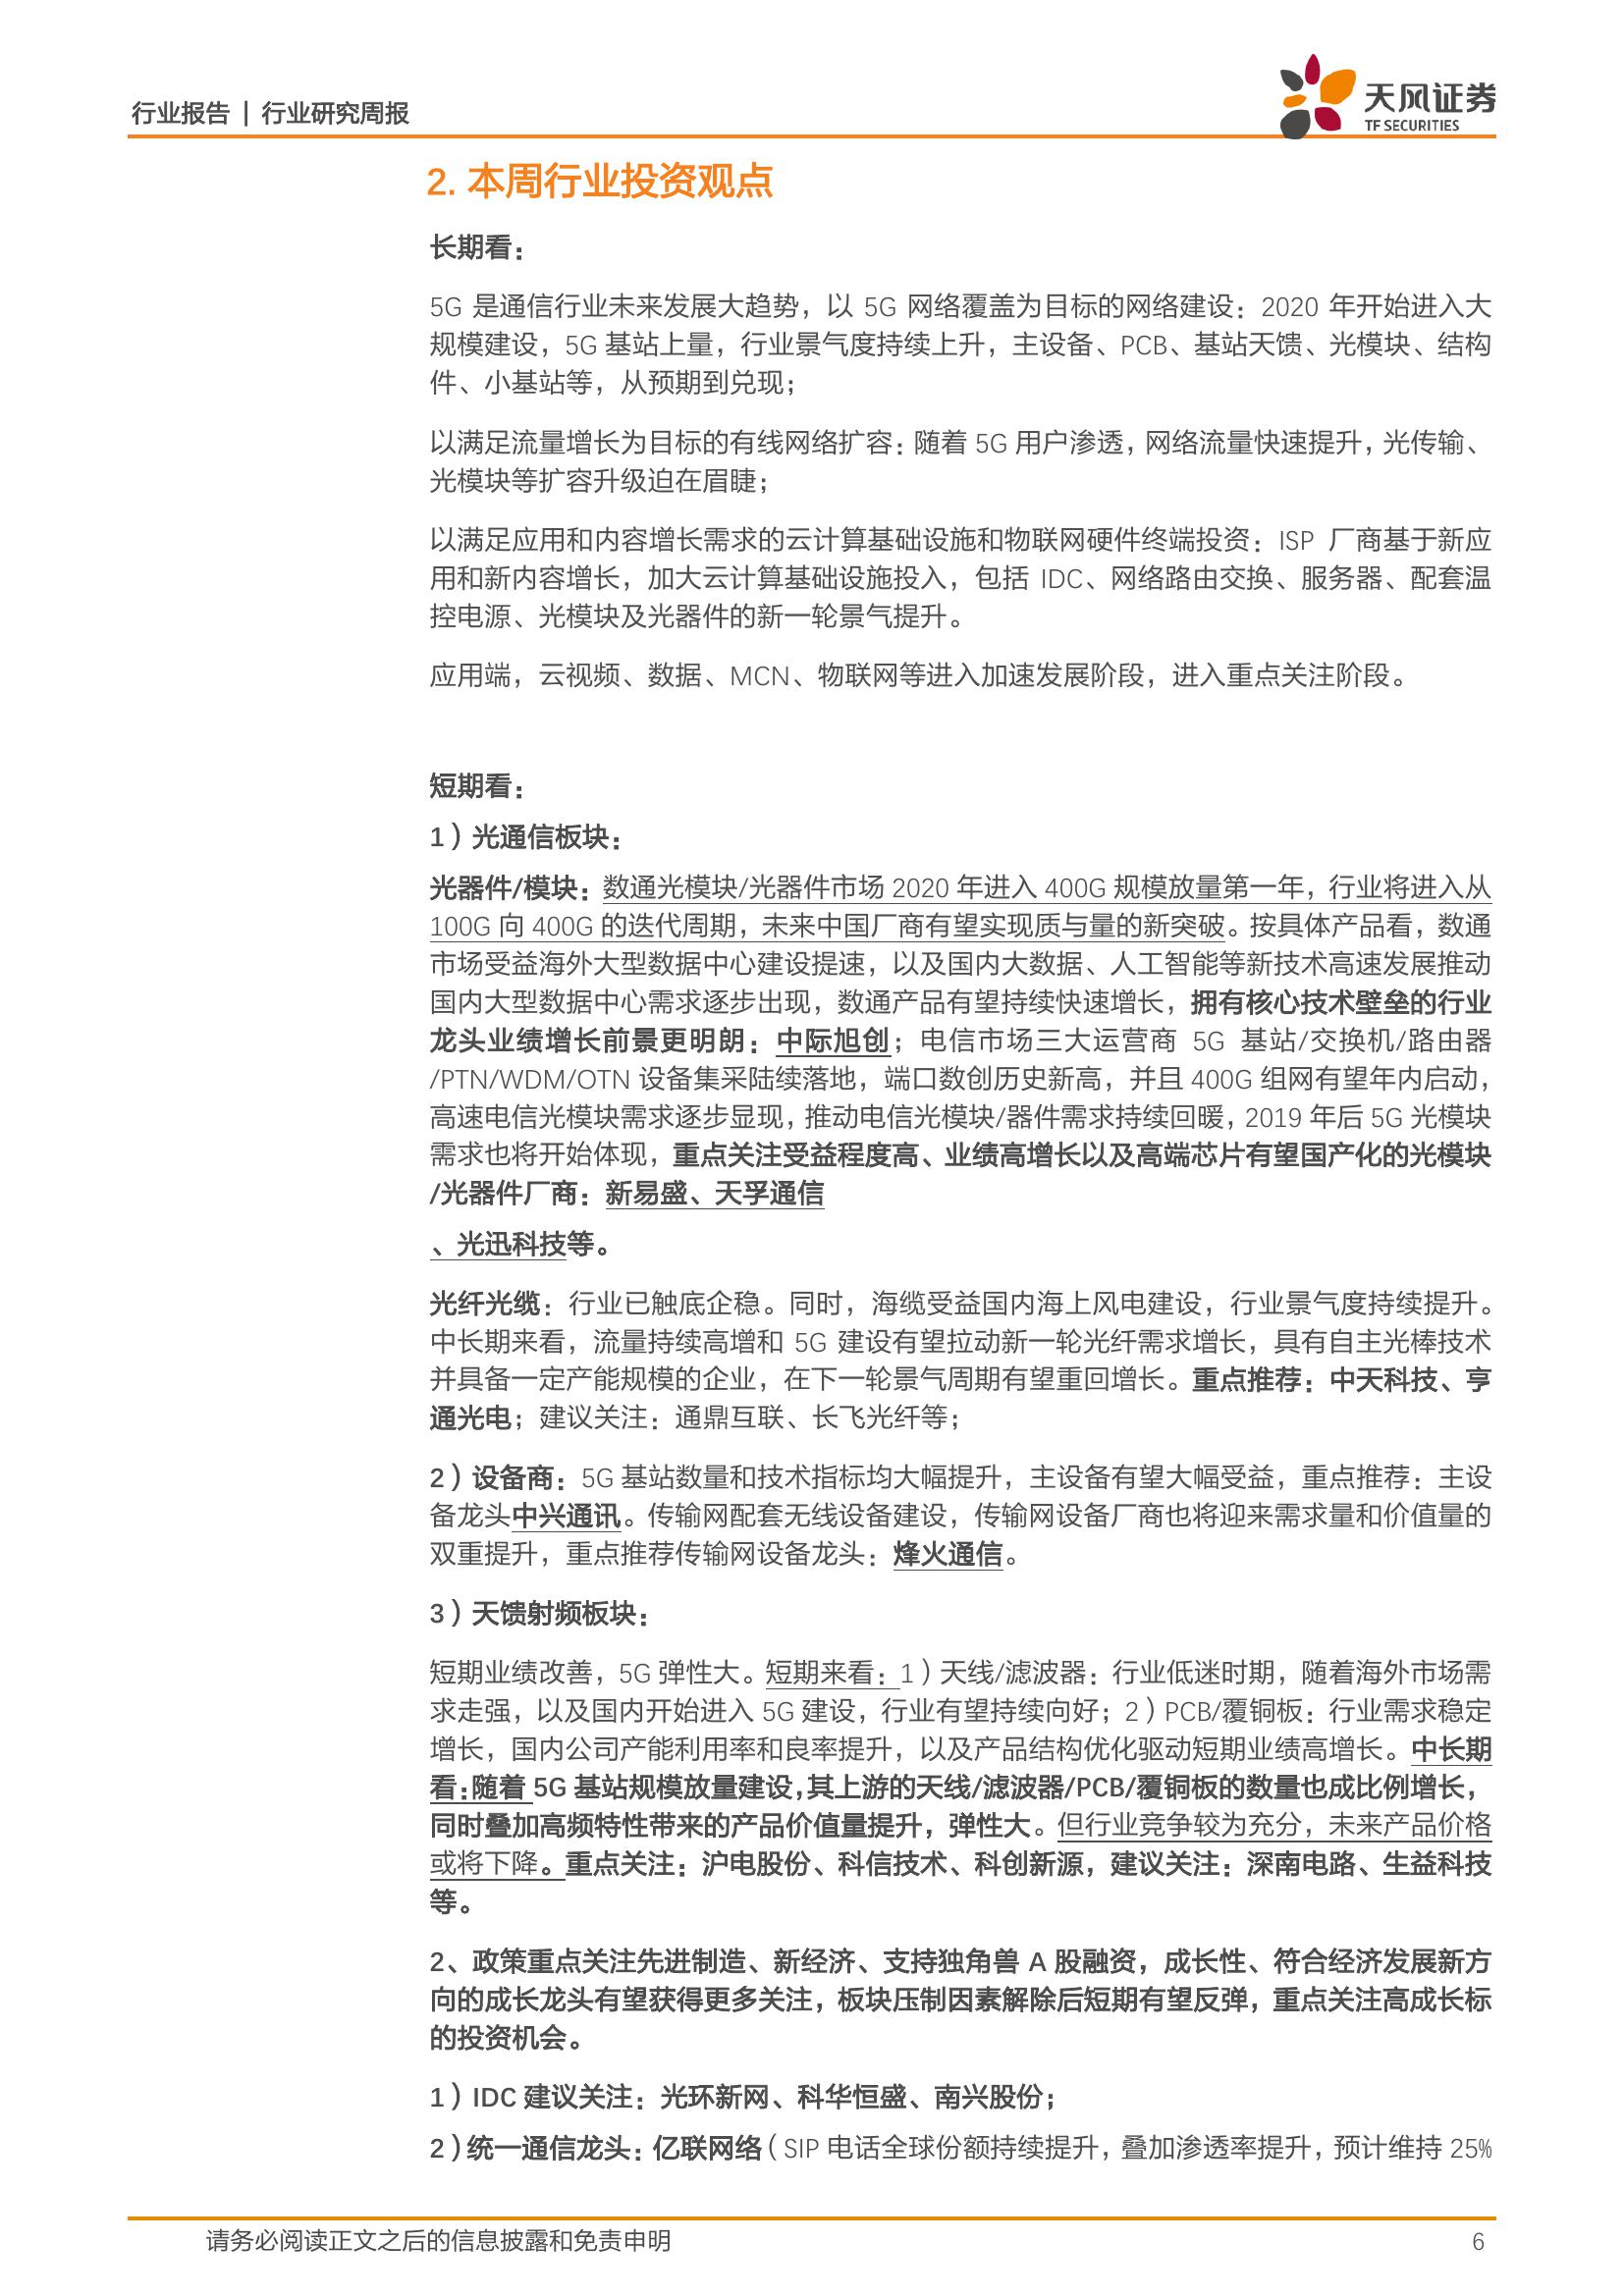 行业报告 | 行业研究周报
天风证券
TF SECURITIES
2. 本周行业投资观点
长期看：
5G 是通信行业未来发展大趋势，以 5G 网络覆盖为目标的网络建设：2020 年开始进入大
规模建设，5G 基站上量，行业景气度持续上升，主设备、PCB、基站天馈、光模块、结构
件、小基站等，从预期到兑现；
以满足流量增长为目标的有线网络扩容：随着 5G 用户渗透，网络流量快速提升，光传输、
光模块等扩容升级迫在眉睫；
以满足应用和内容增长需求的云计算基础设施和物联网硬件终端投资：ISP 厂商基于新应
用和新内容增长，加大云计算基础设施投入，包括 IDC、网络路由交换、服务器、配套温
控电源、光模块及光器件的新一轮景气提升。
应用端，云视频、数据、MCN、物联网等进入加速发展阶段，进入重点关注阶段。
短期看：
1）光通信板块：
光器件/模块：数通光模块/光器件市场 2020 年进入 400G 规模放量第一年，行业将进入从
100G 向 400G 的迭代周期，未来中国厂商有望实现质与量的新突破。按具体产品看，数通
市场受益海外大型数据中心建设提速，以及国内大数据、人工智能等新技术高速发展推动
国内大型数据中心需求逐步出现，数通产品有望持续快速增长，拥有核心技术壁垒的行业
龙头业绩增长前景更明朗：中际旭创；电信市场三大运营商 5G 基站/交换机/路由器
/PTN/WDM/OTN 设备集采陆续落地，端口数创历史新高，并且 400G 组网有望年内启动，
高速电信光模块需求逐步显现，推动电信光模块/器件需求持续回暖，2019 年后 5G 光模块
需求也将开始体现，重点关注受益程度高、业绩高增长以及高端芯片有望国产化的光模块
/光器件厂商：新易盛、天孚通信
、光迅科技等。
光纤光缆：行业已触底企稳。同时，海缆受益国内海上风电建设，行业景气度持续提升。
中长期来看，流量持续高增和 5G 建设有望拉动新一轮光纤需求增长，具有自主光棒技术
并具备一定产能规模的企业，在下一轮景气周期有望重回增长。重点推荐：中天科技、亨
通光电；建议关注：通鼎互联、长飞光纤等；
2）设备商：5G 基站数量和技术指标均大幅提升，主设备有望大幅受益，重点推荐：主设
备龙头中兴通讯。传输网配套无线设备建设，传输网设备厂商也将迎来需求量和价值量的
双重提升，重点推荐传输网设备龙头：烽火通信。
3）天馈射频板块：
短期业绩改善，5G 弹性大。短期来看：1）天线/滤波器：行业低迷时期，随着海外市场需
求走强，以及国内开始进入 5G 建设，行业有望持续向好；2）PCB/覆铜板：行业需求稳定
增长，国内公司产能利用率和良率提升，以及产品结构优化驱动短期业绩高增长。中长期
看：随着 5G 基站规模放量建设，其上游的天线/滤波器/PCB/覆铜板的数量也成比例增长，
同时叠加高频特性带来的产品价值量提升，弹性大。但行业竞争较为充分，未来产品价格
或将下降。重点关注：沪电股份、科信技术、科创新源，建议关注：深南电路、生益科技
等。
2、政策重点关注先进制造、新经济、支持独角兽 A 股融资，成长性、符合经济发展新方
向的成长龙头有望获得更多关注，板块压制因素解除后短期有望反弹，重点关注高成长标
的投资机会。
1）IDC 建议关注：光环新网、科华恒盛、南兴股份；
2）统一通信龙头：亿联网络（SIP 电话全球份额持续提升，叠加渗透率提升，预计维持 25%
请务必阅读正文之后的信息披露和免责申明
6